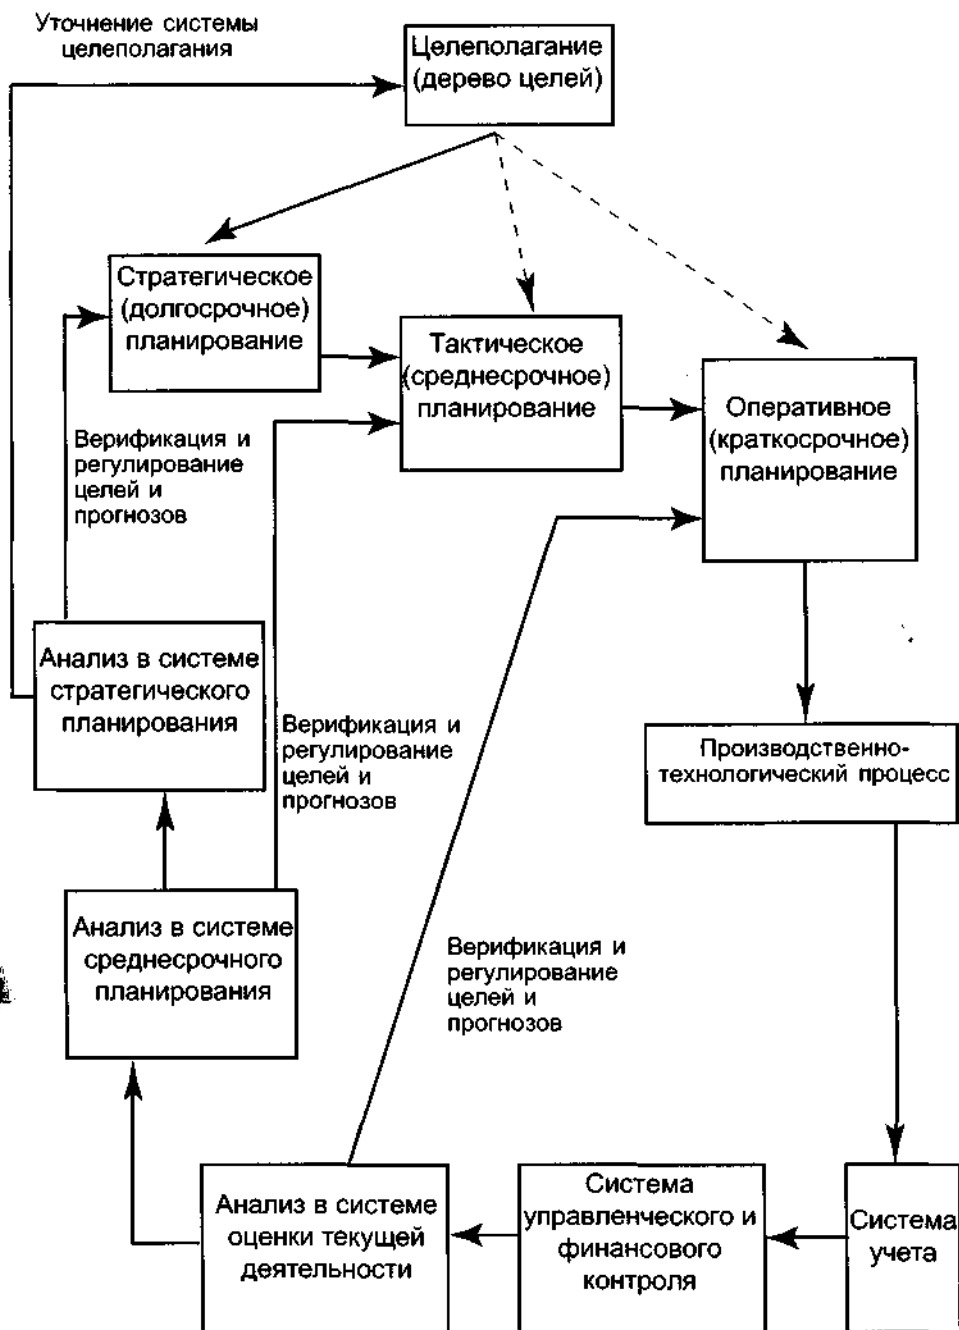 Уточнение системы
целеполагания
Целеполагание
(дерево целей)
Стратегическое
(долгосрочное)
планирование
Тактическое
(среднесрочное)
планирование
Оперативное
(краткосрочное)
планирование
Верификация и
регулирование
целей и
прогнозов
Анализ в системе
стратегического
планирования
Верификация и
регулирование
целей и
прогнозов
Производственно-
технологический процесс
Анализ в системе
среднесрочного
планирования
Верификация и
регулирование
целей и
прогнозов
Анализ в системе
оценки текущей
деятельности
Система
управленческого и
финансового
контроля
Система
учета